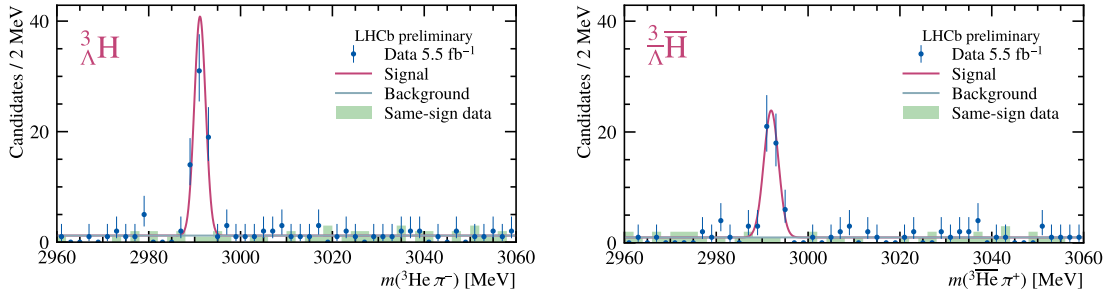 Candidates / 2 MeV
40
20
0
³ΛH
LHCb preliminary
Data 5.5 fb⁻¹
Signal
Background
Same-sign data
2960 2980 3000 3020 3040 3060
m(³He π⁻) [MeV]
Candidates / 2 MeV
40
20
0
³Λ̅H̅
LHCb preliminary
Data 5.5 fb⁻¹
Signal
Background
Same-sign data
2960 2980 3000 3020 3040 3060
m(³H̅e̅ π⁺) [MeV]